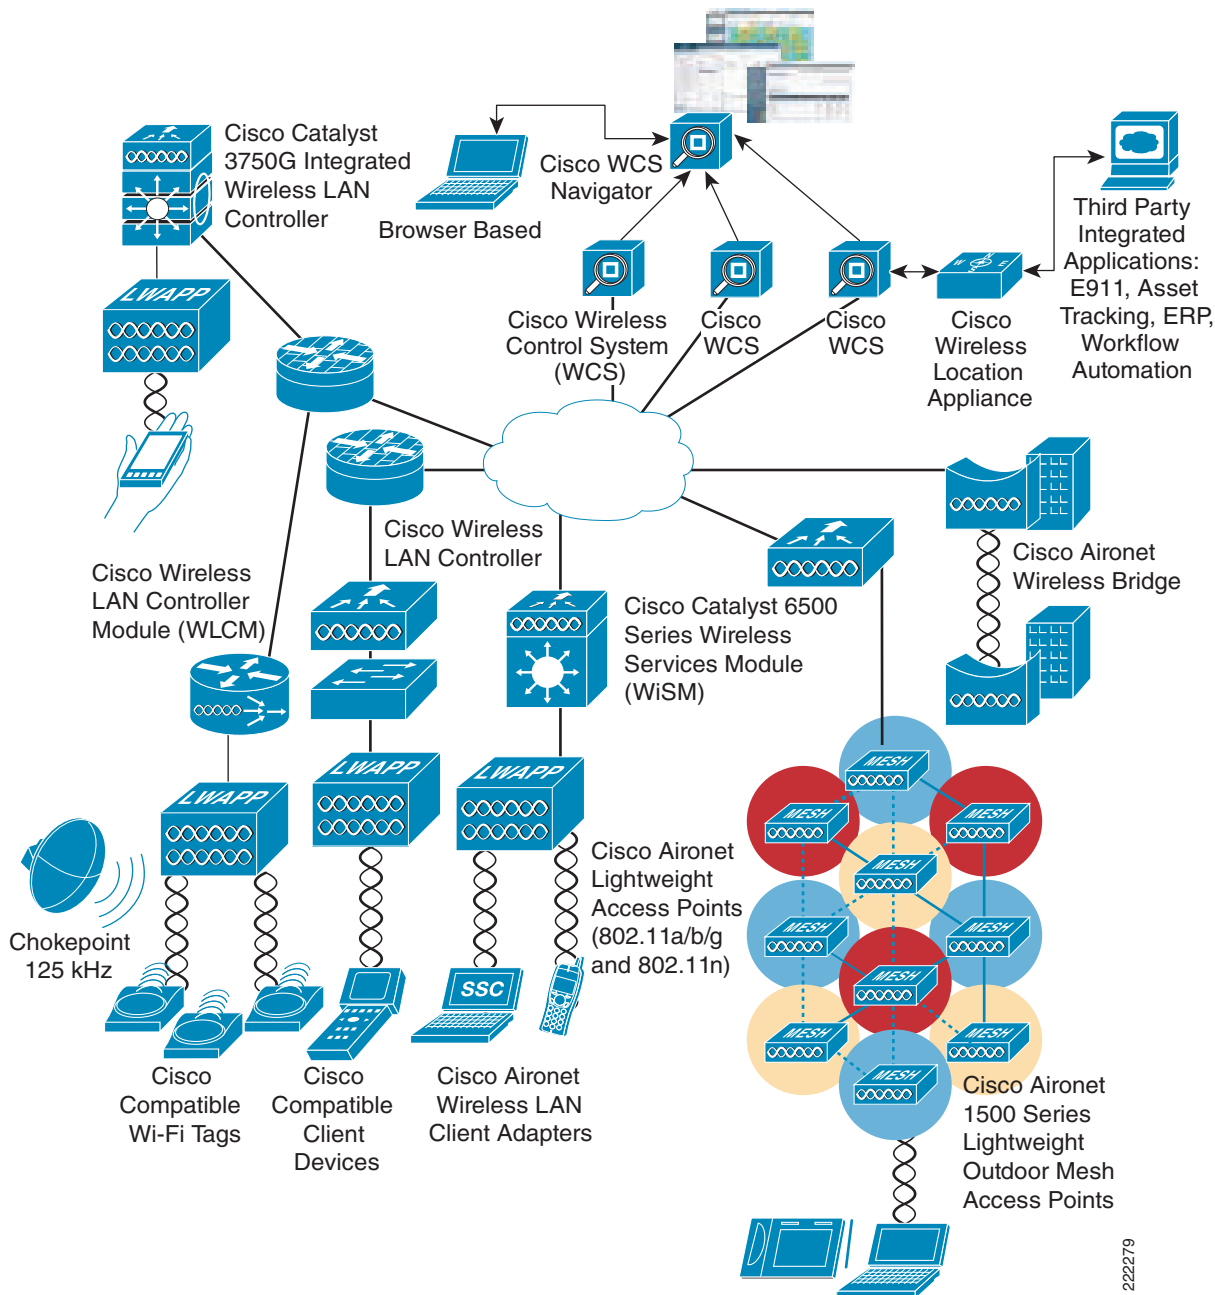 Cisco Catalyst
3750G Integrated
Wireless LAN
Controller
Browser Based
Cisco WCS
Navigator
Third Party
Integrated
Applications:
E911, Asset
Tracking, ERP,
Workflow
Automation
Cisco Wireless
Control System
(WCS)
Cisco
WCS
Cisco
WCS
W
E
Cisco
Wireless
Location
Appliance
LWAPP
Cisco Wireless
LAN Controller
Cisco Aironet
Wireless Bridge
Cisco Wireless
LAN Controller
Module (WLCM)
Cisco Catalyst 6500
Series Wireless
Services Module
(WiSM)
LWAPP
LWAPP
LWAPP
MESH
MESH
MESH
MESH
MESH
MESH
MESH
MESH
MESH
MESH
Cisco Aironet
Lightweight
Access Points
(802.11a/b/g
and 802.11n)
Chokepoint
125 kHz
SSC
Cisco
Compatible
Wi-Fi Tags
Cisco
Compatible
Client
Devices
Cisco Aironet
Wireless LAN
Client Adapters
Cisco Aironet
1500 Series
Lightweight
Outdoor Mesh
Access Points
222279